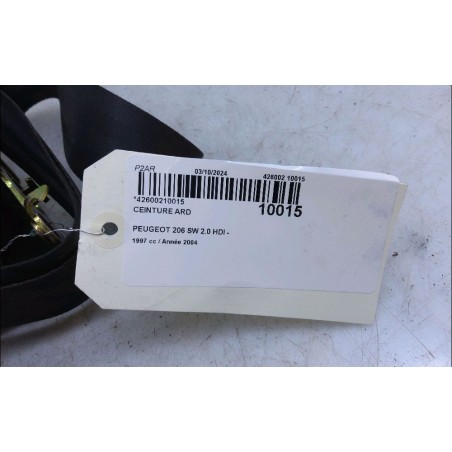 P2AR 03/10/2024 426002 10015
*42600210015
CEINTURE ARD 10015
PEUGEOT 206 SW 2.0 HDI -
1997 cc / Année 2004